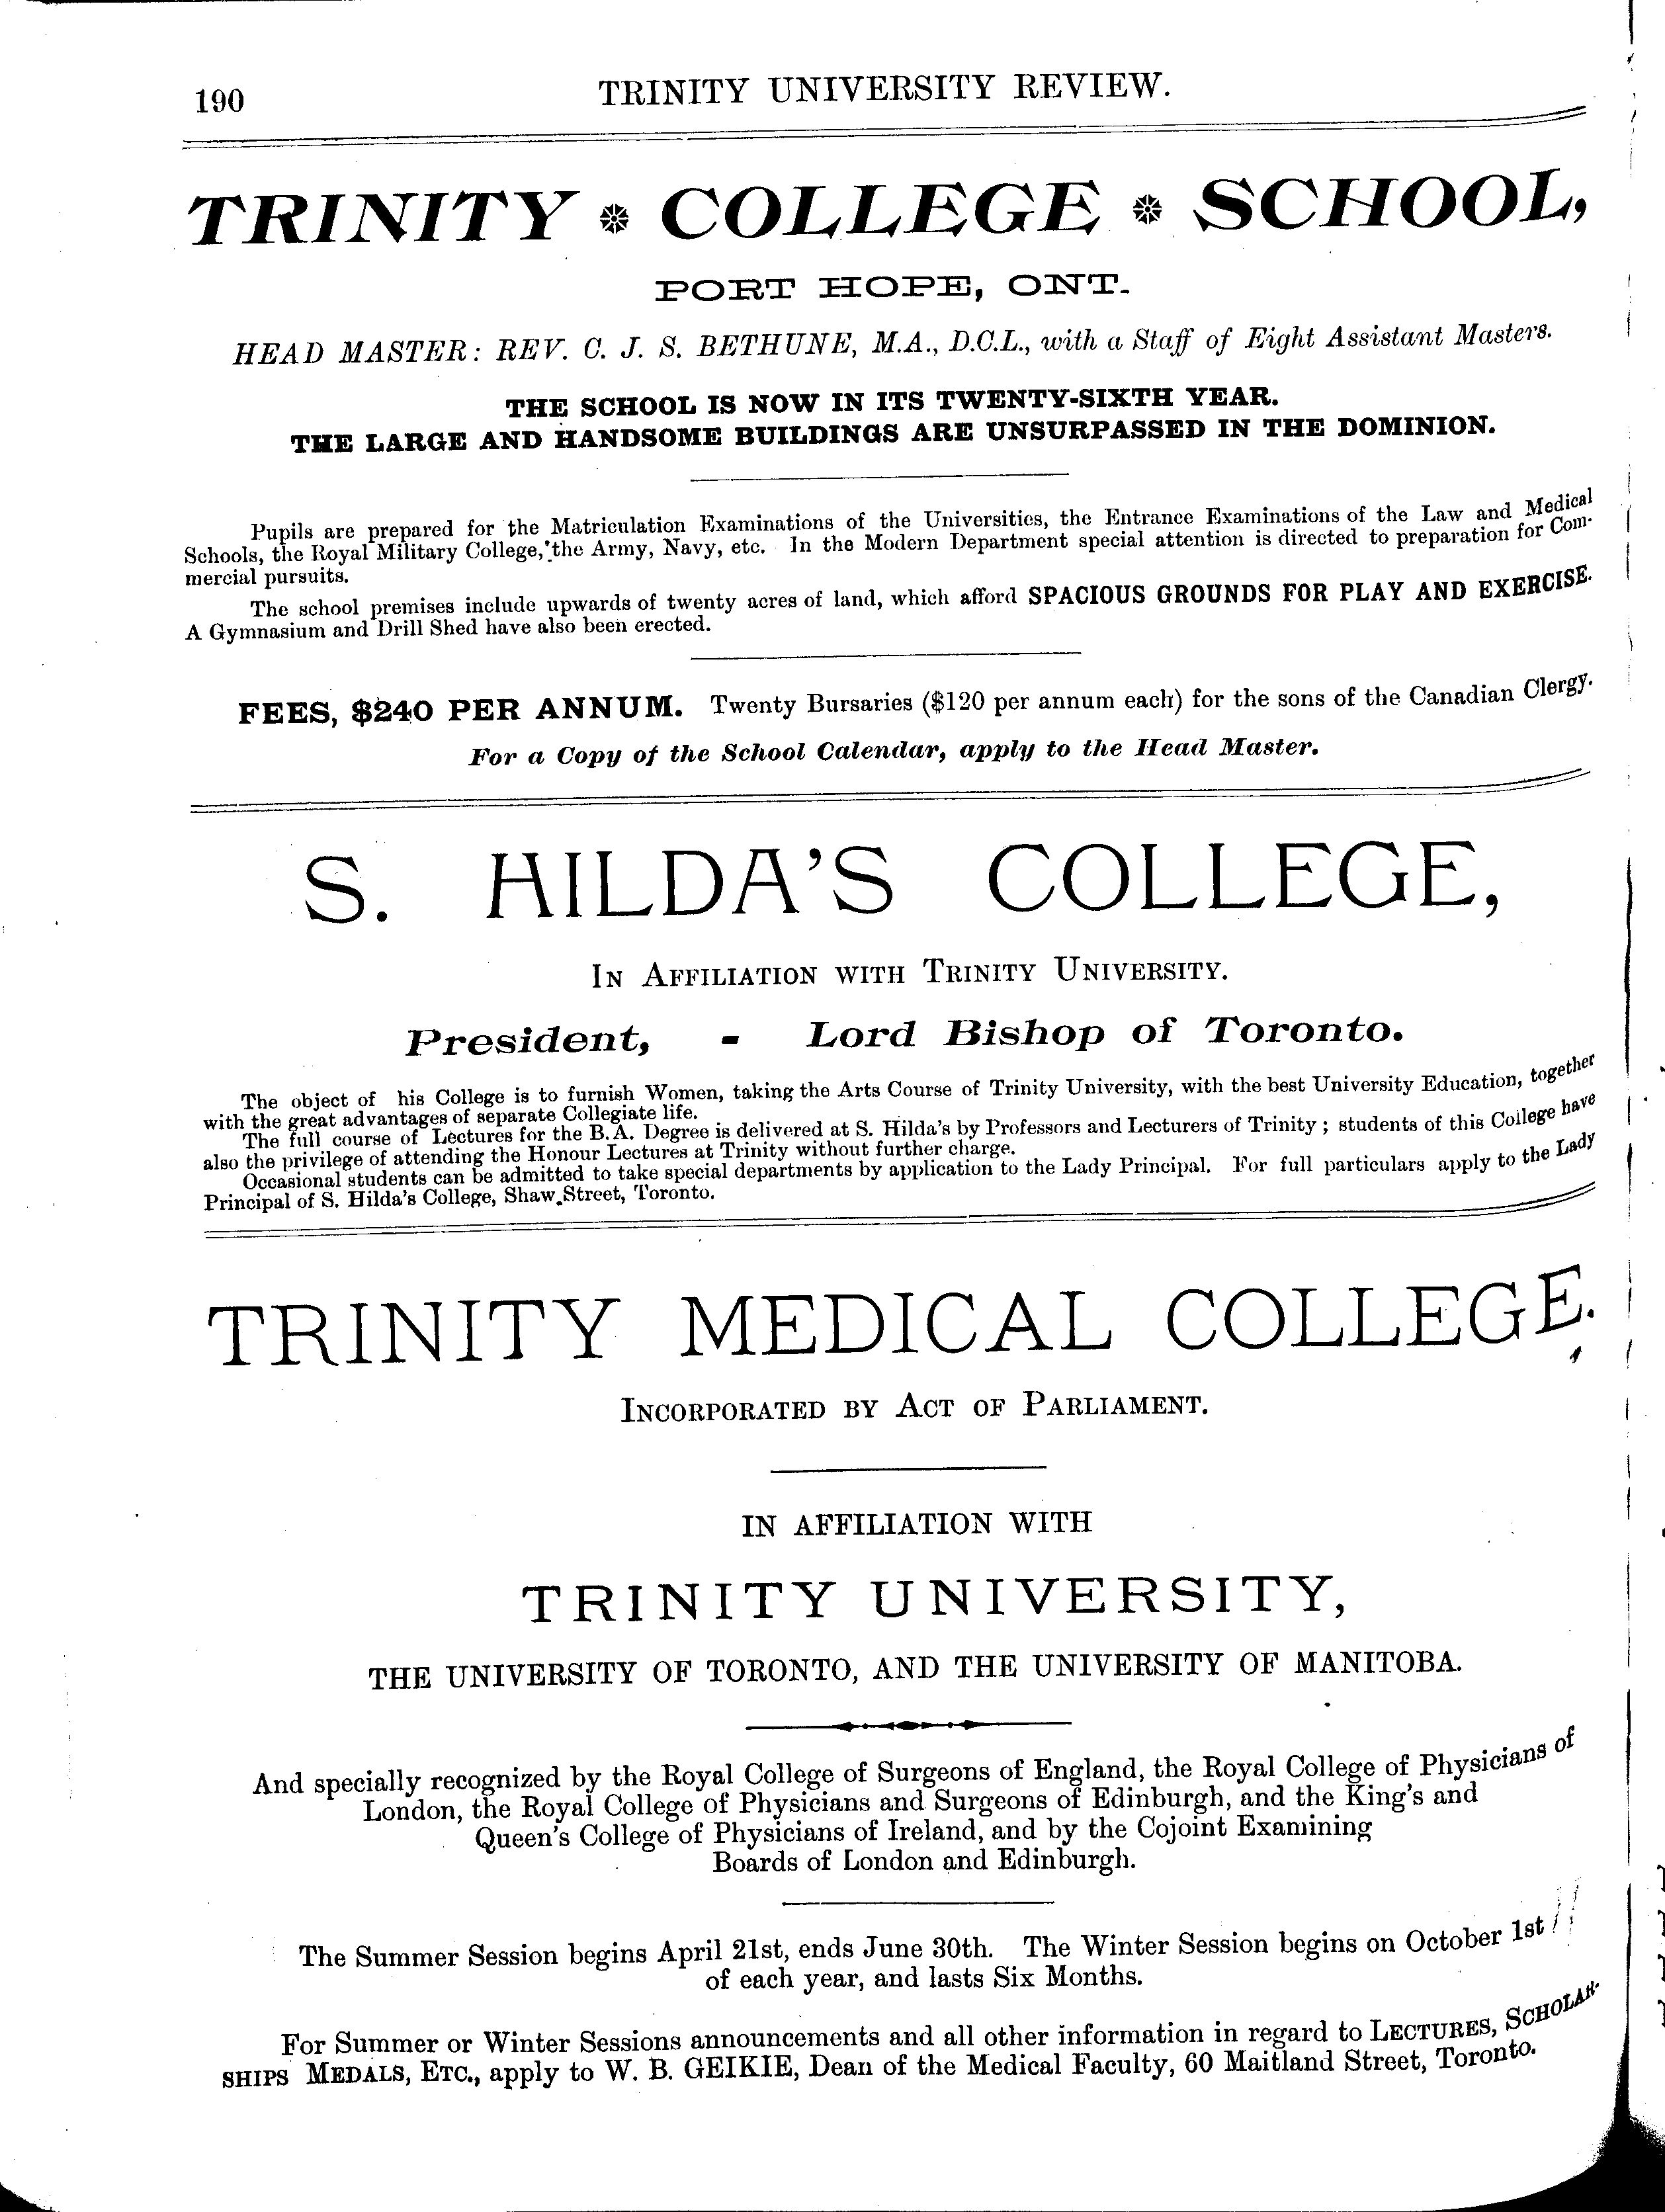 190
TRINITY UNIVERSITY REVIEW.
TRINITY COLLEGE SCHOOL,
PORT HOPE, ONT.
HEAD MASTER: REV. C. J. S. BETHUNE, M.A., D.C.L., with a Staff of Eight Assistant Masters.
THE SCHOOL IS NOW IN ITS TWENTY-SIXTH YEAR.
THE LARGE AND HANDSOME BUILDINGS ARE UNSURPASSED IN THE DOMINION.
Pupils are prepared for the Matriculation Examinations of the Universities, the Entrance Examinations of the Law and Medical
Schools, the Royal Military College, the Army, Navy, etc. In the Modern Department special attention is directed to preparation for Com-
mercial pursuits.
The school premises include upwards of twenty acres of land, which afford SPACIOUS GROUNDS FOR PLAY AND EXERCISE.
A Gymnasium and Drill Shed have also been erected.
FEES, $240 PER ANNUM. Twenty Bursaries ($120 per annum each) for the sons of the Canadian Clergy.
For a Copy of the School Calendar, apply to the Head Master.
S. HILDA'S COLLEGE,
IN AFFILIATION WITH TRINITY UNIVERSITY.
President, - Lord Bishop of Toronto.
The object of his College is to furnish Women, taking the Arts Course of Trinity University, with the best University Education, together
with the great advantages of separate Collegiate life.
The full course of Lectures for the B.A. Degree is delivered at S. Hilda's by Professors and Lecturers of Trinity; students of this College have
also the privilege of attending the Honour Lectures at Trinity without further charge.
Occasional students can be admitted to take special departments by application to the Lady Principal. For full particulars apply to the Lady
Principal of S. Hilda's College, Shaw Street, Toronto.
TRINITY MEDICAL COLLEGE.
INCORPORATED BY ACT OF PARLIAMENT.
IN AFFILIATION WITH
TRINITY UNIVERSITY,
THE UNIVERSITY OF TORONTO, AND THE UNIVERSITY OF MANITOBA.
And specially recognized by the Royal College of Surgeons of England, the Royal College of Physicians of
London, the Royal College of Physicians and Surgeons of Edinburgh, and the King's and
Queen's College of Physicians of Ireland, and by the Cojoint Examining
Boards of London and Edinburgh.
The Summer Session begins April 21st, ends June 30th. The Winter Session begins on October 1st
of each year, and lasts Six Months.
For Summer or Winter Sessions announcements and all other information in regard to LECTURES, SCHOLAR-
SHIPS MEDALS, ETC., apply to W. B. GEIKIE, Dean of the Medical Faculty, 60 Maitland Street, Toronto.